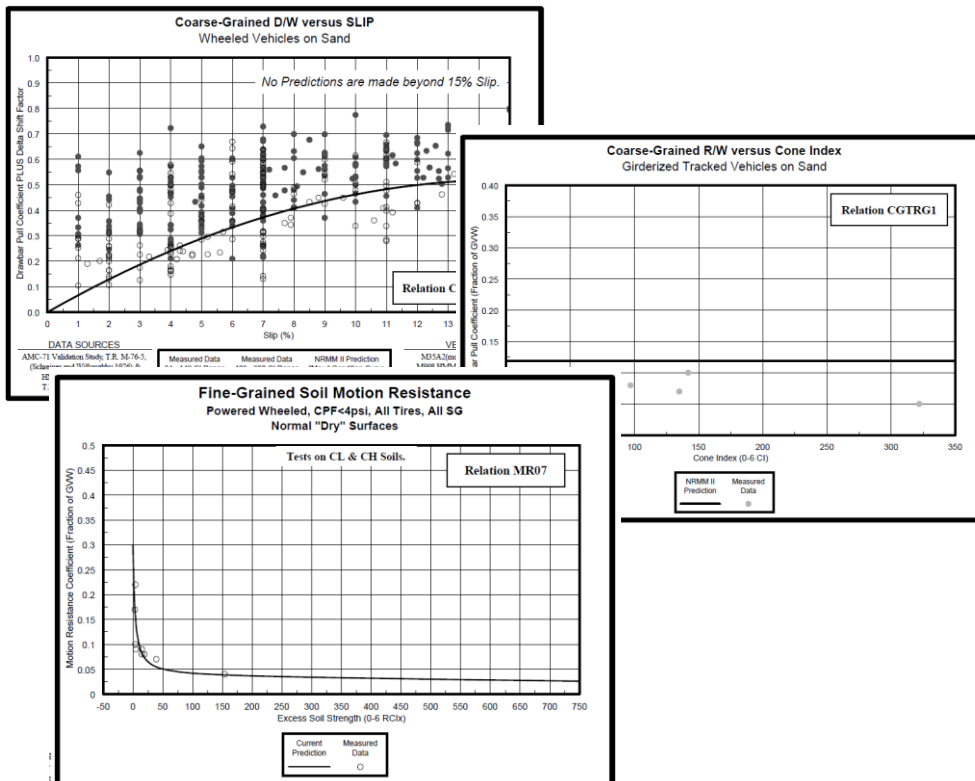 Coarse-Grained D/W versus SLIP
Wheeled Vehicles on Sand
No Predictions are made beyond 15% Slip.
Drawbar Pull Coefficient PLUS Delta Shift Factor
1.0
0.9
0.8
0.7
0.6
0.5
0.4
0.3
0.2
0.1
0.0
Relation C
0 1 2 3 4 5 6 7 8 9 10 11 12 13
Slip (%)
DATA SOURCES
AMC-71 Validation Study, T.R. M-76-5,
Measured Data Measured Data NRMM II Prediction
M35A2(mo
Coarse-Grained R/W versus Cone Index
Girderized Tracked Vehicles on Sand
Relation CGTRG1
ar Pull Coefficient (Fraction of GVW)
0.40
0.35
0.30
0.25
0.20
0.15
100 150 200 250 300 350
Cone Index (0-6 CI)
NRMM II Measured
Prediction Data
Fine-Grained Soil Motion Resistance
Powered Wheeled, CPF<4psi, All Tires, All SG
Normal "Dry" Surfaces
Tests on CL & CH Soils.
Relation MR07
Motion Resistance Coefficient (Fraction of GVW)
0.5
0.45
0.4
0.35
0.3
0.25
0.2
0.15
0.1
0.05
0
-50 0 50 100 150 200 250 300 350 400 450 500 550 600 650 700 750
Excess Soil Strength (0-6 RCIx)
Current Measured
Prediction Data